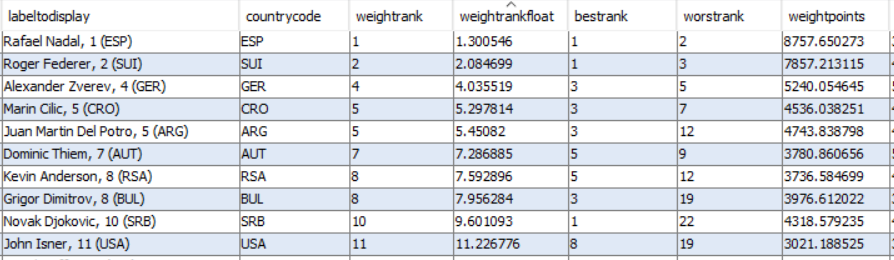 labeltodisplay countrycode weightrank weightrankfloat bestrank worstrank weightpoints
Rafael Nadal, 1 (ESP) ESP 1 1.300546 1 2 8757.650273
Roger Federer, 2 (SUI) SUI 2 2.084699 1 3 7857.213115
Alexander Zverev, 4 (GER) GER 4 4.035519 3 5 5240.054645
Marin Cilic, 5 (CRO) CRO 5 5.297814 3 7 4536.038251
Juan Martin Del Potro, 5 (ARG) ARG 5 5.45082 3 12 4743.838798
Dominic Thiem, 7 (AUT) AUT 7 7.286885 5 9 3780.860656
Kevin Anderson, 8 (RSA) RSA 8 7.592896 5 12 3736.584699
Grigor Dimitrov, 8 (BUL) BUL 8 7.956284 3 19 3976.612022
Novak Djokovic, 10 (SRB) SRB 10 9.601093 1 22 4318.579235
John Isner, 11 (USA) USA 11 11.226776 8 19 3021.188525